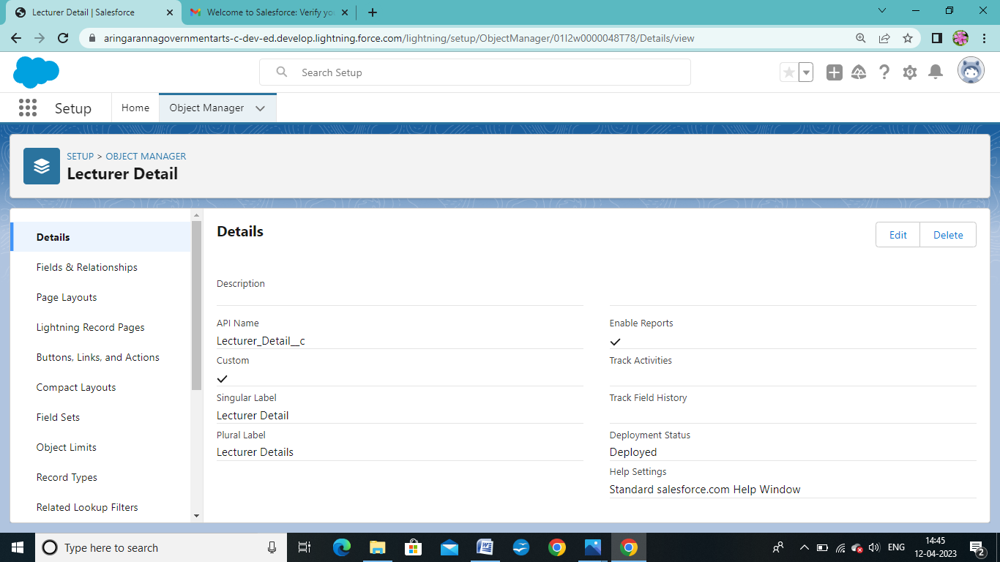 Lecturer Detail | Salesforce
Welcome to Salesforce: Verify yo
aringarannagovernmentarts-c-dev-ed.develop.lightning.force.com/lightning/setup/ObjectManager/01I2w0000048T78/Details/view
Search Setup
Setup
Home
Object Manager
SETUP > OBJECT MANAGER
Lecturer Detail
Details
Fields & Relationships
Page Layouts
Lightning Record Pages
Buttons, Links, and Actions
Compact Layouts
Field Sets
Object Limits
Record Types
Related Lookup Filters
Details
Edit
Delete
Description
API Name
Lecturer_Detail__c
Custom
Singular Label
Lecturer Detail
Plural Label
Lecturer Details
Enable Reports
Track Activities
Track Field History
Deployment Status
Deployed
Help Settings
Standard salesforce.com Help Window
Type here to search
ENG
14:45
12-04-2023
2